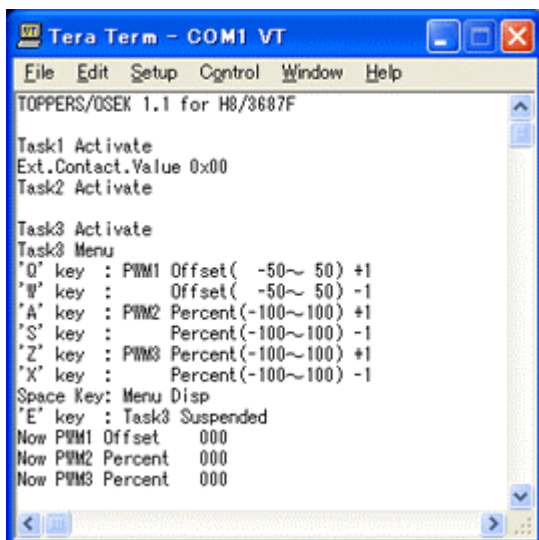 Tera Term - COM1 VT
File Edit Setup Control Window Help
TOPPERS/OSEK 1.1 for H8/3687F
Task1 Activate
Ext.Contact.Value 0x00
Task2 Activate
Task3 Activate
Task3 Menu
'Q' key : PWM1 Offset( -50～ 50) +1
'W' key : Offset( -50～ 50) -1
'A' key : PWM2 Percent(-100～100) +1
'S' key : Percent(-100～100) -1
'Z' key : PWM3 Percent(-100～100) +1
'X' key : Percent(-100～100) -1
Space Key: Menu Disp
'E' key : Task3 Suspended
Now PWM1 Offset 000
Now PWM2 Percent 000
Now PWM3 Percent 000